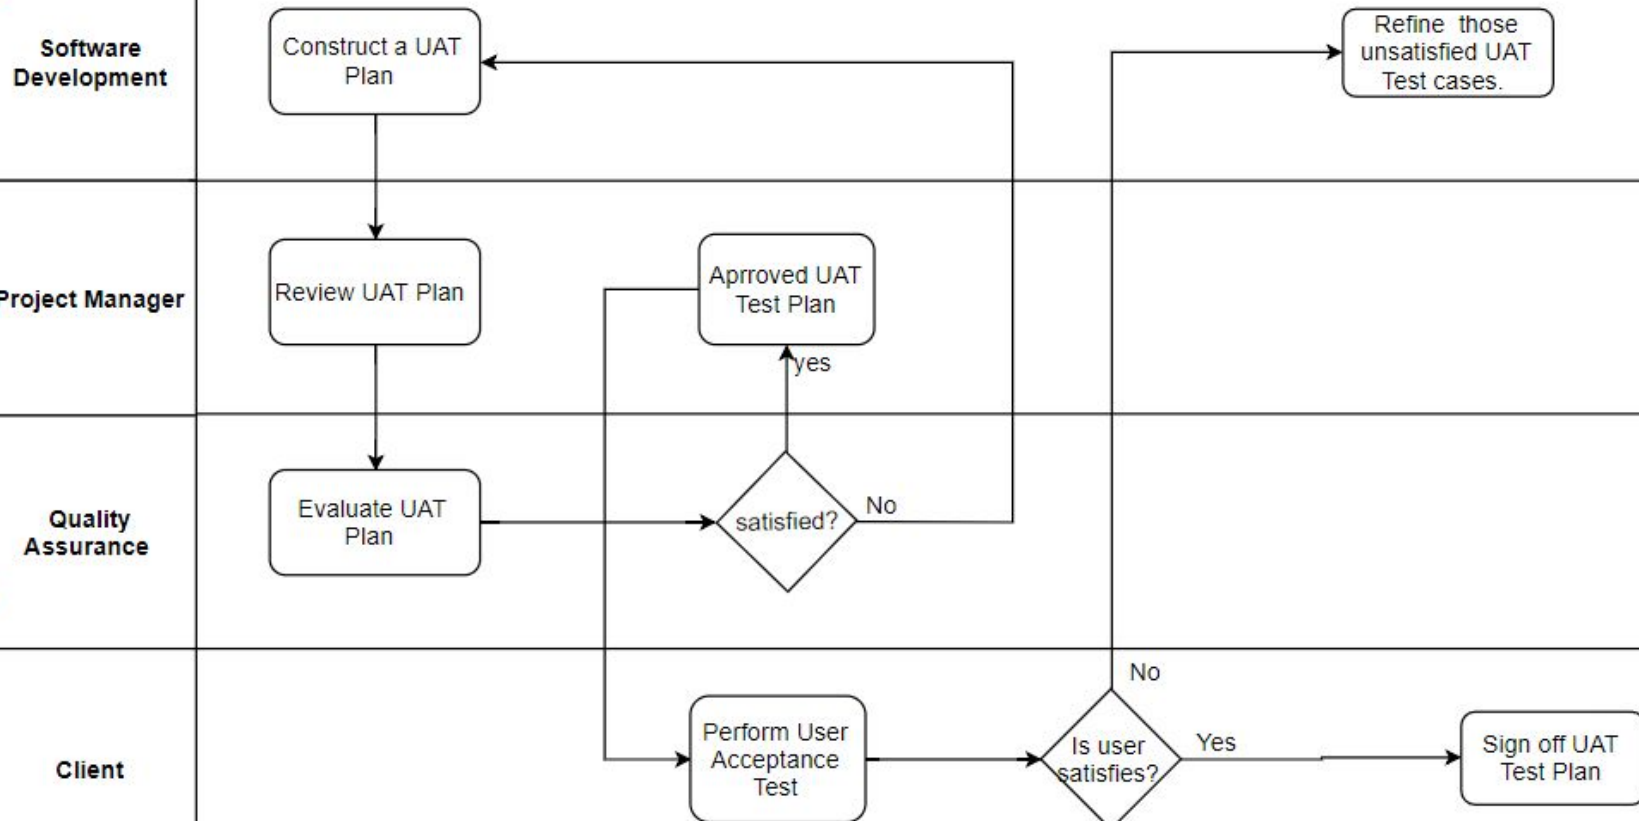 Software
Development
Construct a UAT
Plan
Refine those
unsatisfied UAT
Test cases.
Project Manager
Review UAT Plan
Aprroved UAT
Test Plan
yes
Quality
Assurance
Evaluate UAT
Plan
satisfied?
No
Client
Perform User
Acceptance
Test
No
Is user
satisfies?
Yes
Sign off UAT
Test Plan